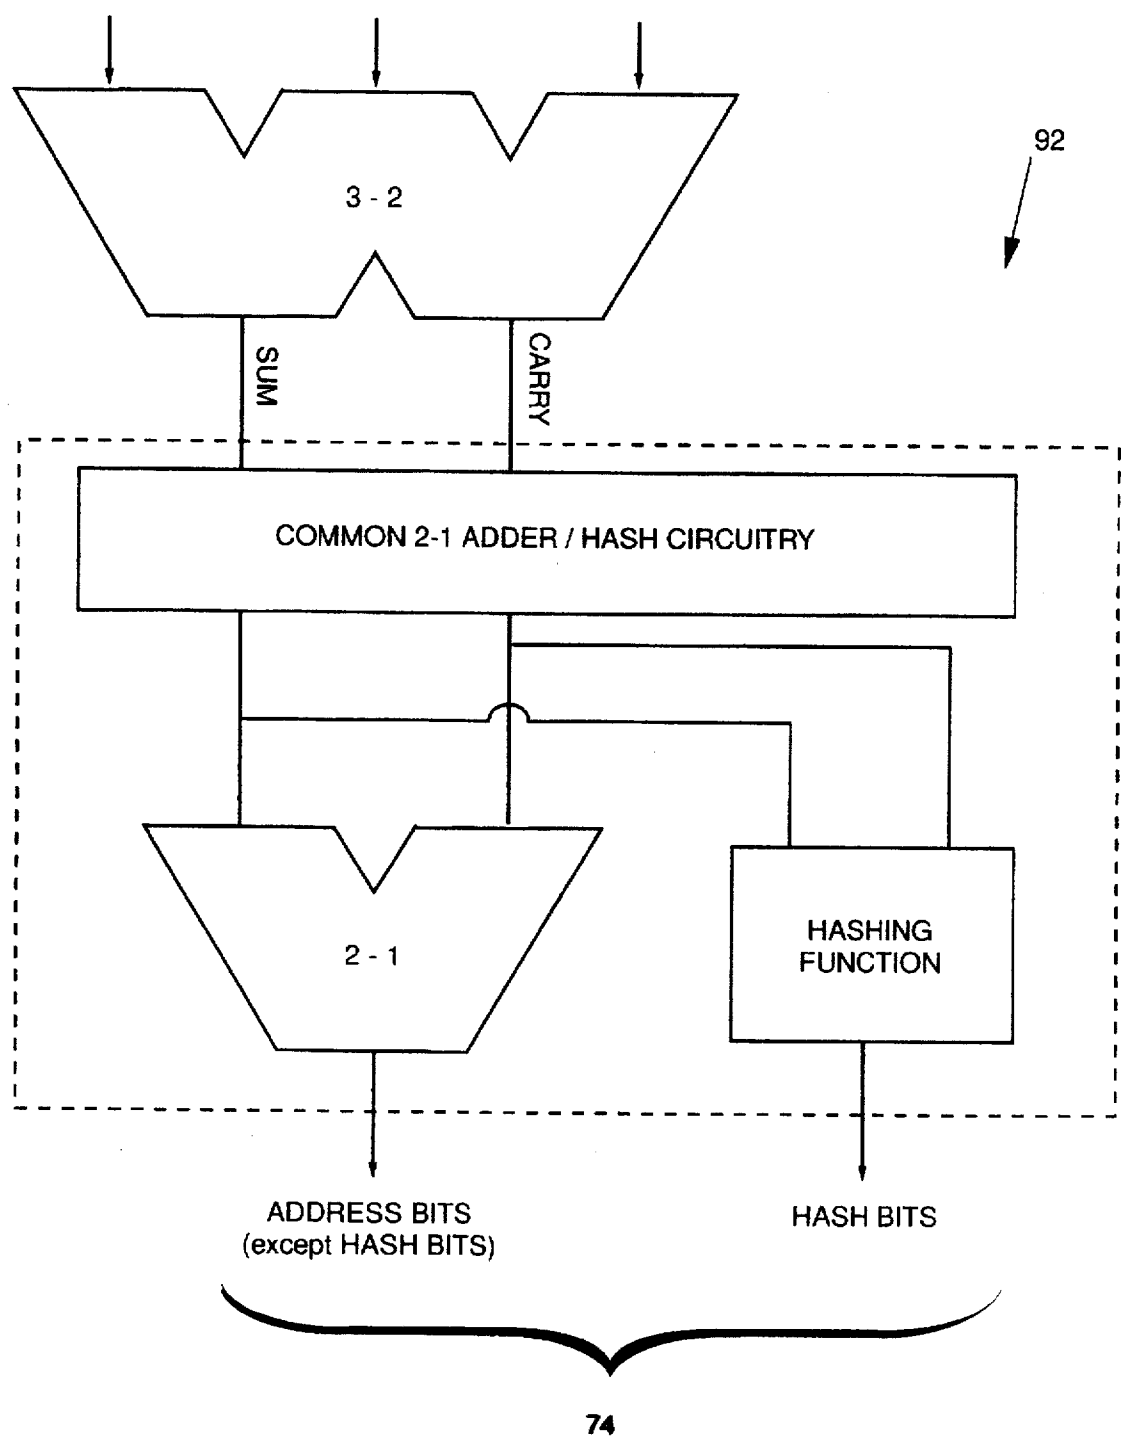 92
3 - 2
SUM
CARRY
COMMON 2-1 ADDER / HASH CIRCUITRY
2 - 1
HASHING
FUNCTION
ADDRESS BITS
(except HASH BITS)
HASH BITS
74